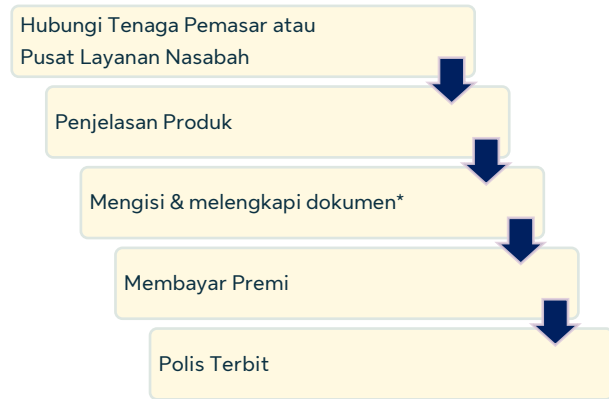 Hubungi Tenaga Pemasar atau
Pusat Layanan Nasabah
Penjelasan Produk
Mengisi & melengkapi dokumen*
Membayar Premi
Polis Terbit